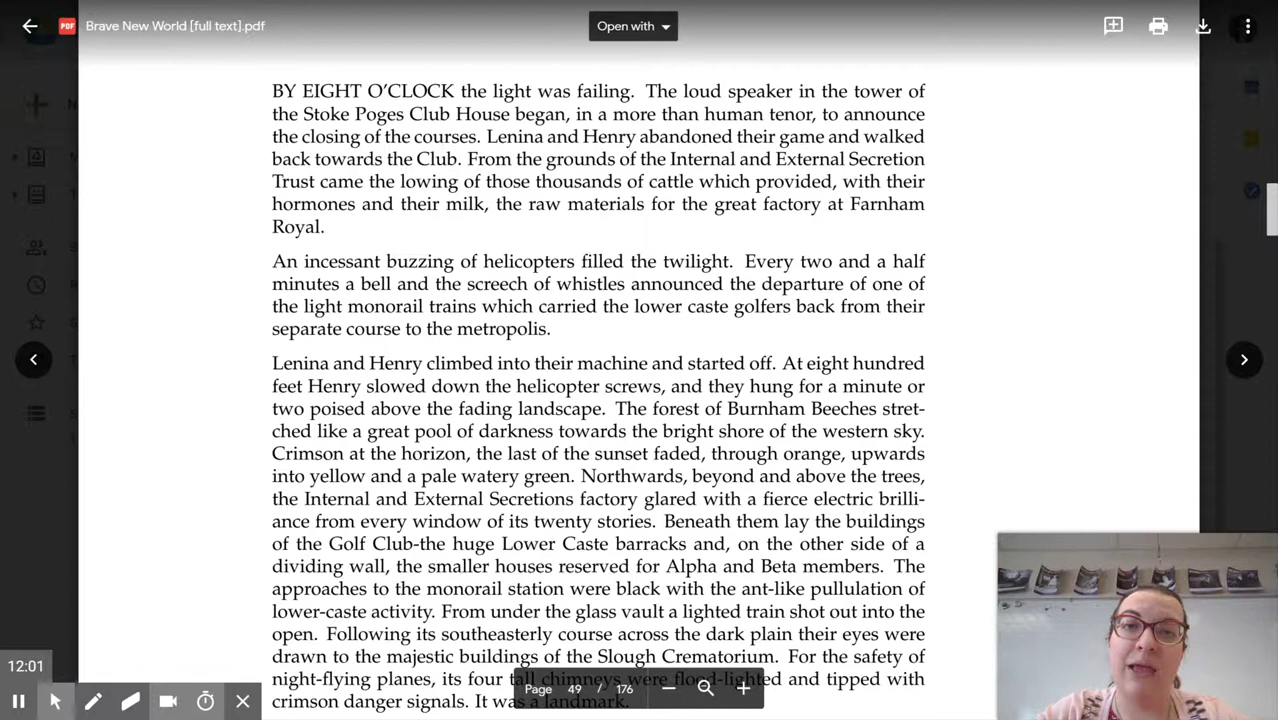 Brave New World [full text].pdf
Open with
BY EIGHT O’CLOCK the light was failing. The loud speaker in the tower of
the Stoke Poges Club House began, in a more than human tenor, to announce
the closing of the courses. Lenina and Henry abandoned their game and walked
back towards the Club. From the grounds of the Internal and External Secretion
Trust came the lowing of those thousands of cattle which provided, with their
hormones and their milk, the raw materials for the great factory at Farnham
Royal.
An incessant buzzing of helicopters filled the twilight. Every two and a half
minutes a bell and the screech of whistles announced the departure of one of
the light monorail trains which carried the lower caste golfers back from their
separate course to the metropolis.
Lenina and Henry climbed into their machine and started off. At eight hundred
feet Henry slowed down the helicopter screws, and they hung for a minute or
two poised above the fading landscape. The forest of Burnham Beeches stret-
ched like a great pool of darkness towards the bright shore of the western sky.
Crimson at the horizon, the last of the sunset faded, through orange, upwards
into yellow and a pale watery green. Northwards, beyond and above the trees,
the Internal and External Secretions factory glared with a fierce electric brilli-
ance from every window of its twenty stories. Beneath them lay the buildings
of the Golf Club-the huge Lower Caste barracks and, on the other side of a
dividing wall, the smaller houses reserved for Alpha and Beta members. The
approaches to the monorail station were black with the ant-like pullulation of
lower-caste activity. From under the glass vault a lighted train shot out into the
open. Following its southeasterly course across the dark plain their eyes were
drawn to the majestic buildings of the Slough Crematorium. For the safety of
night-flying planes, its four tall chimneys were flood-lighted and tipped with
crimson danger signals. It was a landmark.
Page 49 / 176
12:01